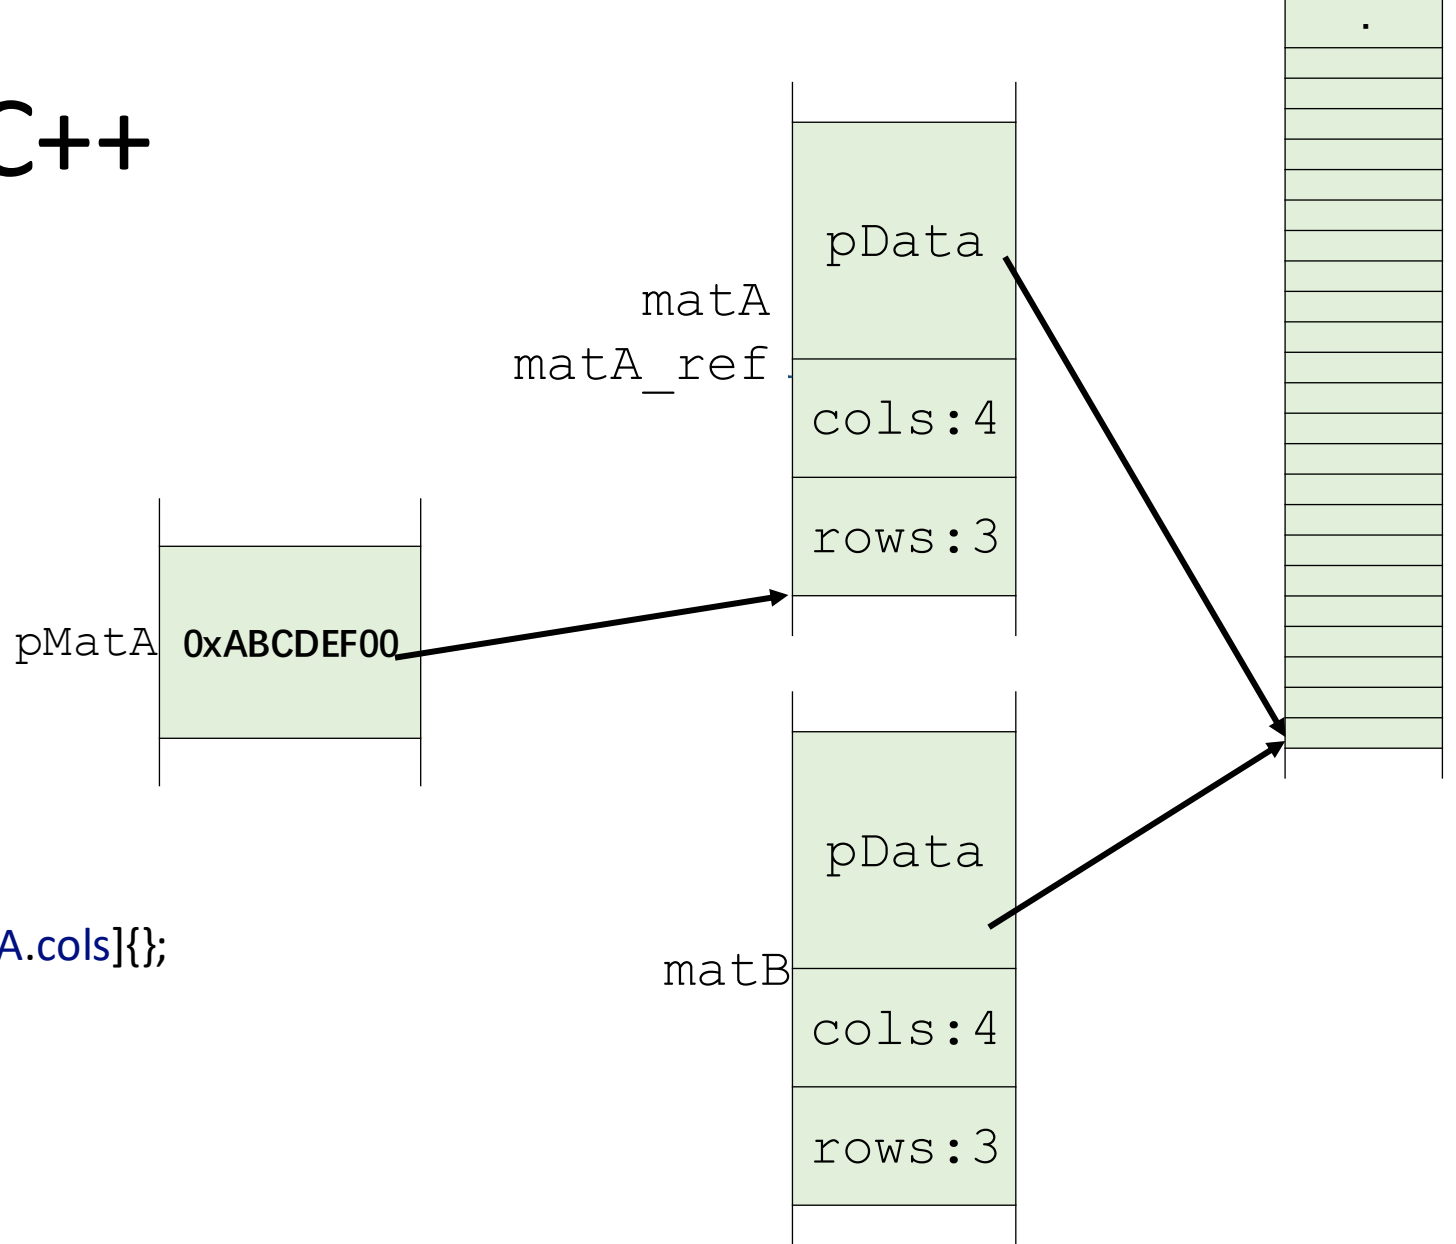 C++
.
pData
matA
matA_ref
cols:4
rows:3
pMatA
0xABCDEF00
pData
A.cols]{};
matB
cols:4
rows:3